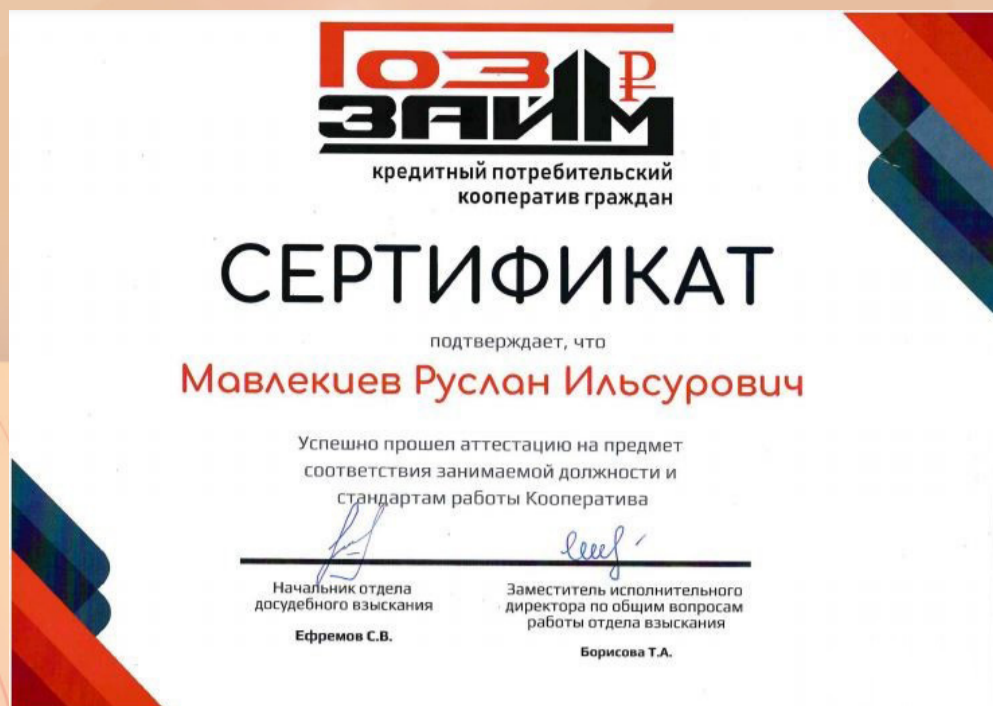 ГОЗ ₽
ЗАЙМ
кредитный потребительский
кооператив граждан
СЕРТИФИКАТ
подтверждает, что
Мавлекиев Руслан Ильсурович
Успешно прошел аттестацию на предмет
соответствия занимаемой должности и
стандартам работы Кооператива
Начальник отдела
досудебного взыскания
Ефремов С.В.
Заместитель исполнительного
директора по общим вопросам
работы отдела взыскания
Борисова Т.А.